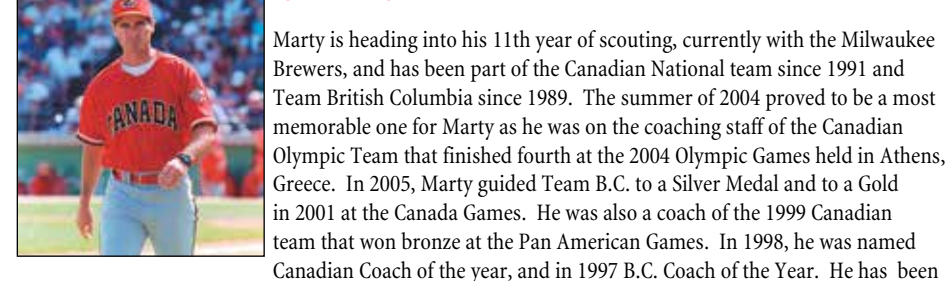 CANADA
Marty is heading into his 11th year of scouting, currently with the Milwaukee
Brewers, and has been part of the Canadian National team since 1991 and
Team British Columbia since 1989.  The summer of 2004 proved to be a most
memorable one for Marty as he was on the coaching staff of the Canadian
Olympic Team that finished fourth at the 2004 Olympic Games held in Athens,
Greece.  In 2005, Marty guided Team B.C. to a Silver Medal and to a Gold
in 2001 at the Canada Games.  He was also a coach of the 1999 Canadian
team that won bronze at the Pan American Games.  In 1998, he was named
Canadian Coach of the year, and in 1997 B.C. Coach of the Year.  He has  been